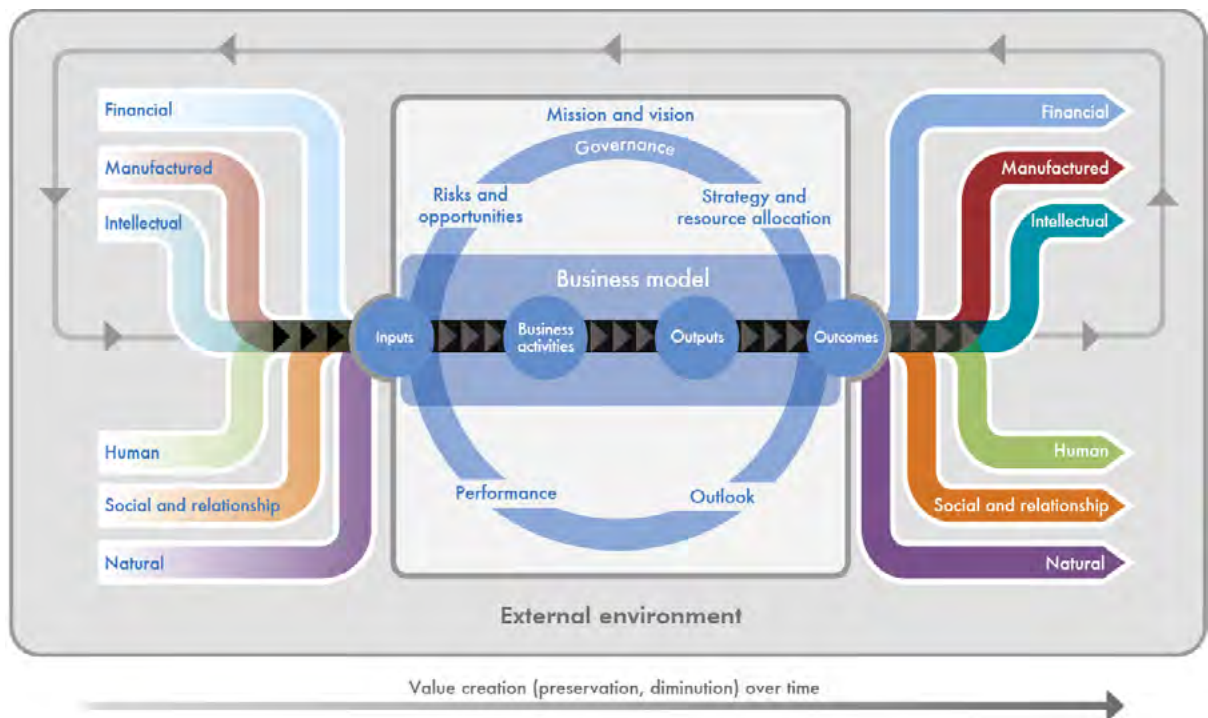 Financial
Manufactured
Intellectual
Human
Social and relationship
Natural
Mission and vision
Governance
Risks and
opportunities
Strategy and
resource allocation
Business model
Inputs
Business
activities
Outputs
Outcomes
Performance
Outlook
Financial
Manufactured
Intellectual
Human
Social and relationship
Natural
External environment
Value creation (preservation, diminution) over time